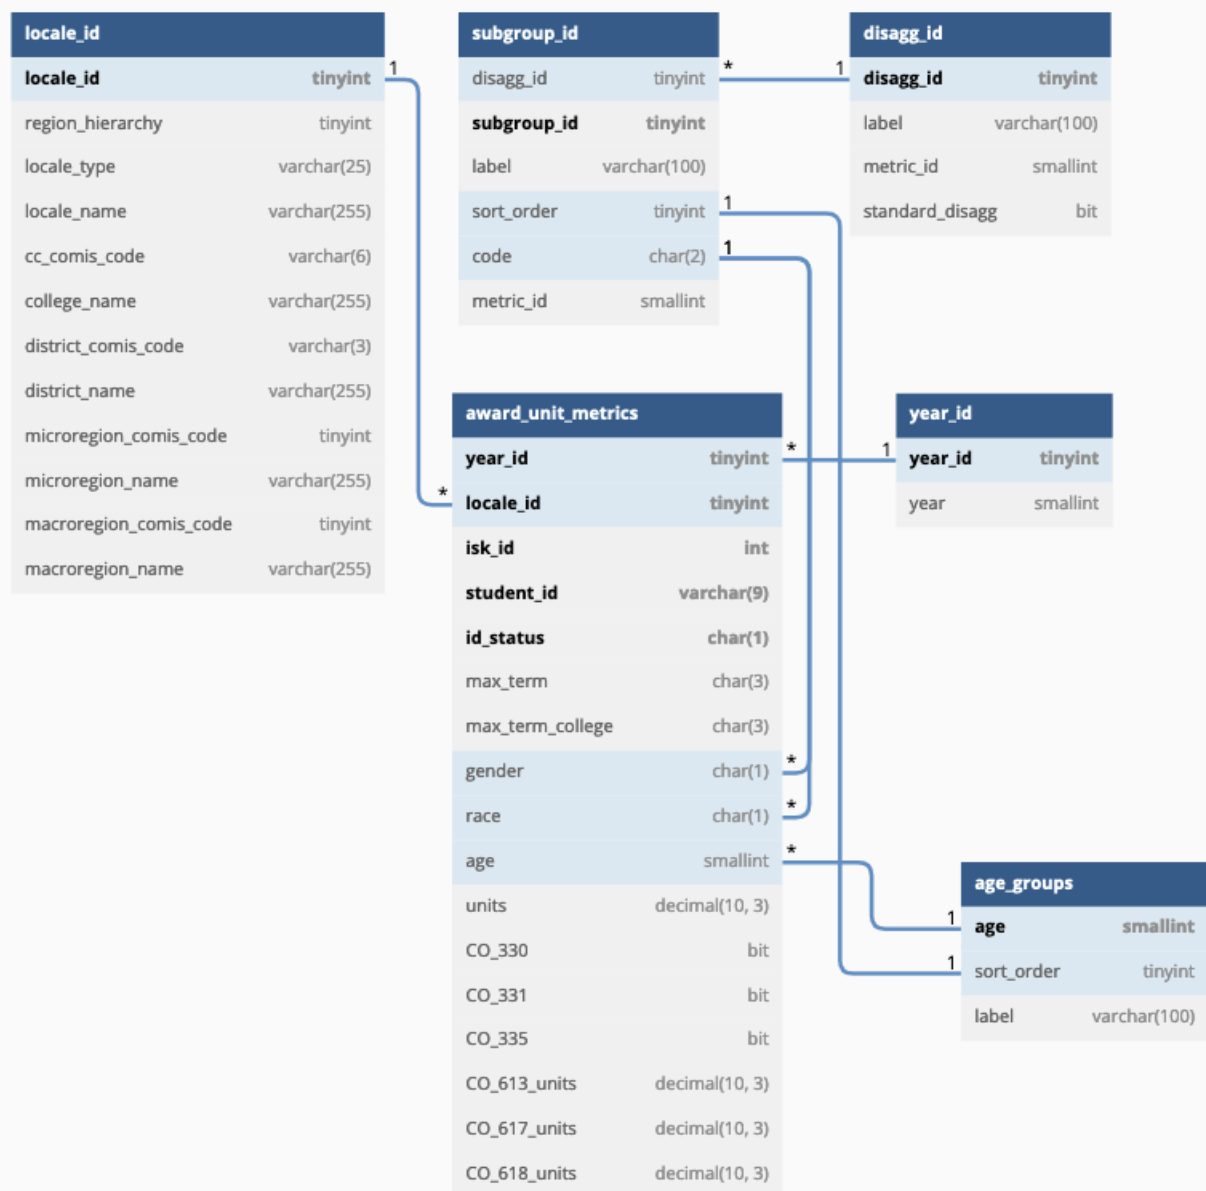 locale_id
locale_id tinyint
region_hierarchy tinyint
locale_type varchar(25)
locale_name varchar(255)
cc_comis_code varchar(6)
college_name varchar(255)
district_comis_code varchar(3)
district_name varchar(255)
microregion_comis_code tinyint
microregion_name varchar(255)
macroregion_comis_code tinyint
macroregion_name varchar(255)
1
*
subgroup_id
disagg_id tinyint
subgroup_id tinyint
label varchar(100)
sort_order tinyint
code char(2)
metric_id smallint
* 1
1
1
disagg_id
disagg_id tinyint
label varchar(100)
metric_id smallint
standard_disagg bit
award_unit_metrics
year_id tinyint
locale_id tinyint
isk_id int
student_id varchar(9)
id_status char(1)
max_term char(3)
max_term_college char(3)
gender char(1)
race char(1)
age smallint
units decimal(10, 3)
CO_330 bit
CO_331 bit
CO_335 bit
CO_613_units decimal(10, 3)
CO_617_units decimal(10, 3)
CO_618_units decimal(10, 3)
* 1
*
*
*
year_id
year_id tinyint
year smallint
1
1
age_groups
age smallint
sort_order tinyint
label varchar(100)